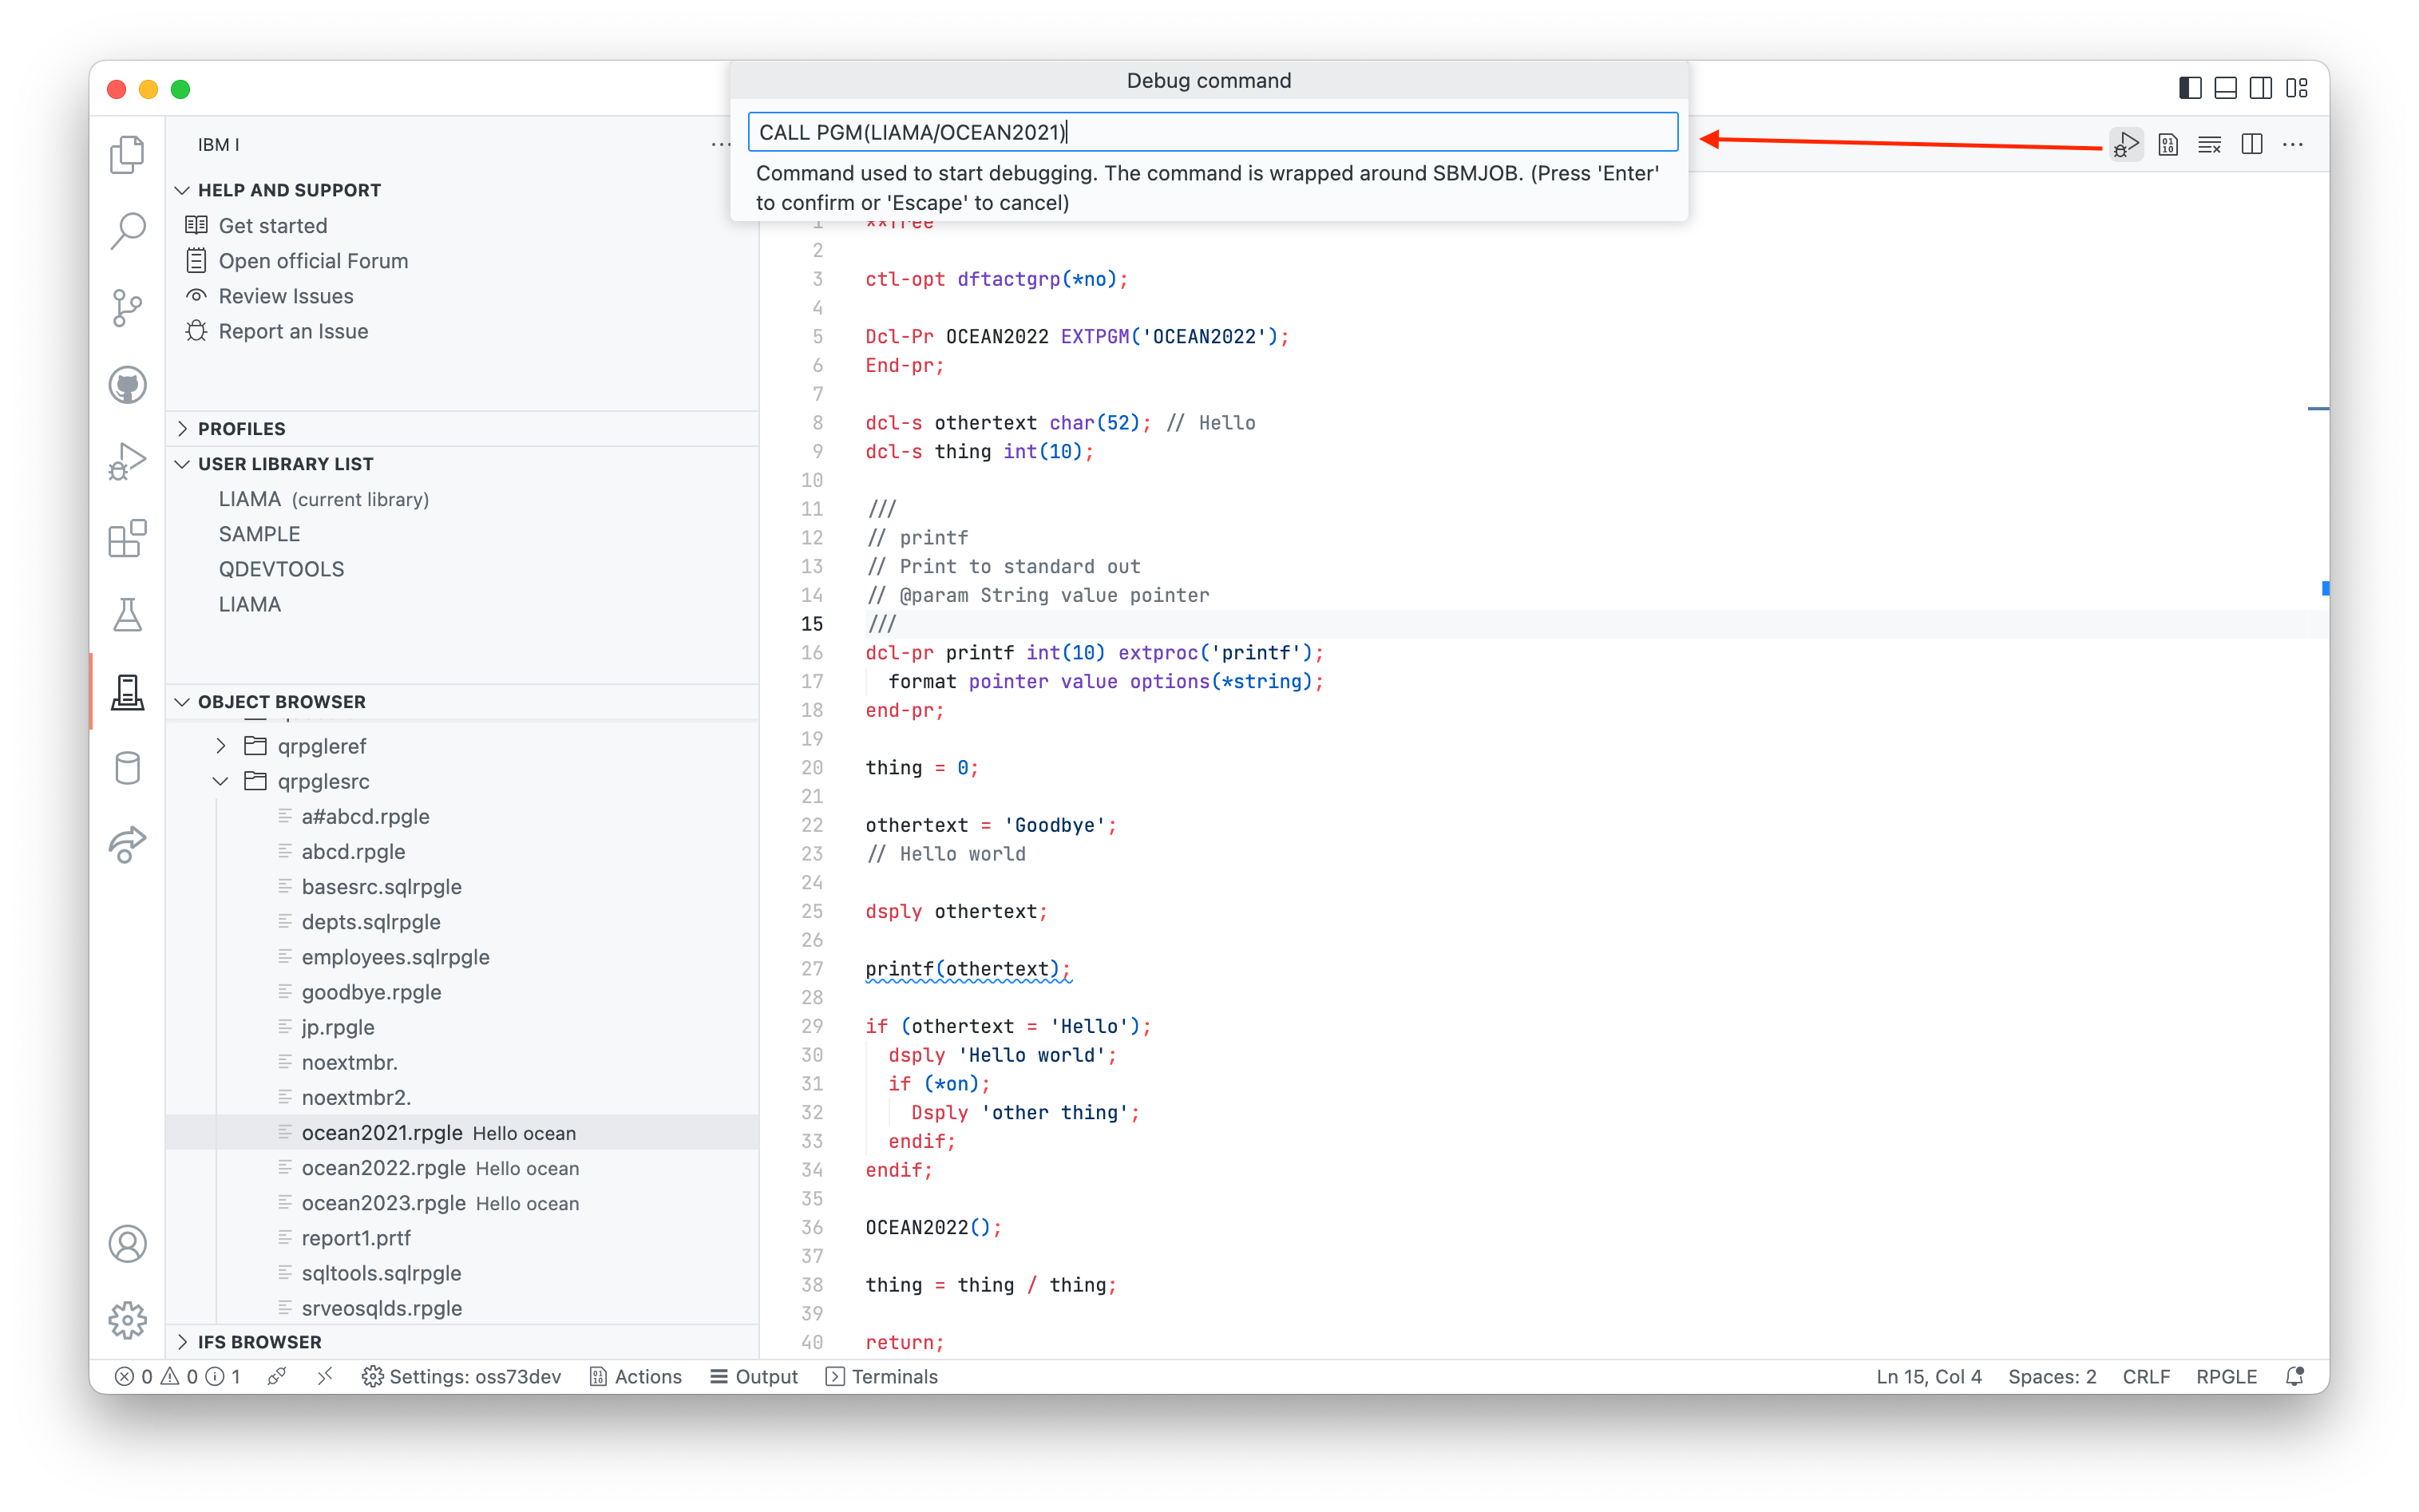 Debug command
CALL PGM(LIAMA/OCEAN2021)
Command used to start debugging. The command is wrapped around SBMJOB. (Press 'Enter'
to confirm or 'Escape' to cancel)
IBM I
HELP AND SUPPORT
Get started
Open official Forum
Review Issues
Report an Issue
PROFILES
USER LIBRARY LIST
LIAMA (current library)
SAMPLE
QDEVTOOLS
LIAMA
OBJECT BROWSER
qrpgleref
qrpglesrc
a#abcd.rpgle
abcd.rpgle
basesrc.sqlrpgle
depts.sqlrpgle
employees.sqlrpgle
goodbye.rpgle
jp.rpgle
noextmbr.
noextmbr2.
ocean2021.rpgle Hello ocean
ocean2022.rpgle Hello ocean
ocean2023.rpgle Hello ocean
report1.prtf
sqltools.sqlrpgle
srveosqlds.rpgle
IFS BROWSER
1 **free
2
3 ctl-opt dftactgrp(*no);
4
5 Dcl-Pr OCEAN2022 EXTPGM('OCEAN2022');
6 End-pr;
7
8 dcl-s othertext char(52); // Hello
9 dcl-s thing int(10);
10
11 ///
12 // printf
13 // Print to standard out
14 // @param String value pointer
15 ///
16 dcl-pr printf int(10) extproc('printf');
17 format pointer value options(*string);
18 end-pr;
19
20 thing = 0;
21
22 othertext = 'Goodbye';
23 // Hello world
24
25 dsply othertext;
26
27 printf(othertext);
28
29 if (othertext = 'Hello');
30 dsply 'Hello world';
31 if (*on);
32 Dsply 'other thing';
33 endif;
34 endif;
35
36 OCEAN2022();
37
38 thing = thing / thing;
39
40 return;
0 0 1 Settings: oss73dev Actions Output Terminals Ln 15, Col 4 Spaces: 2 CRLF RPGLE